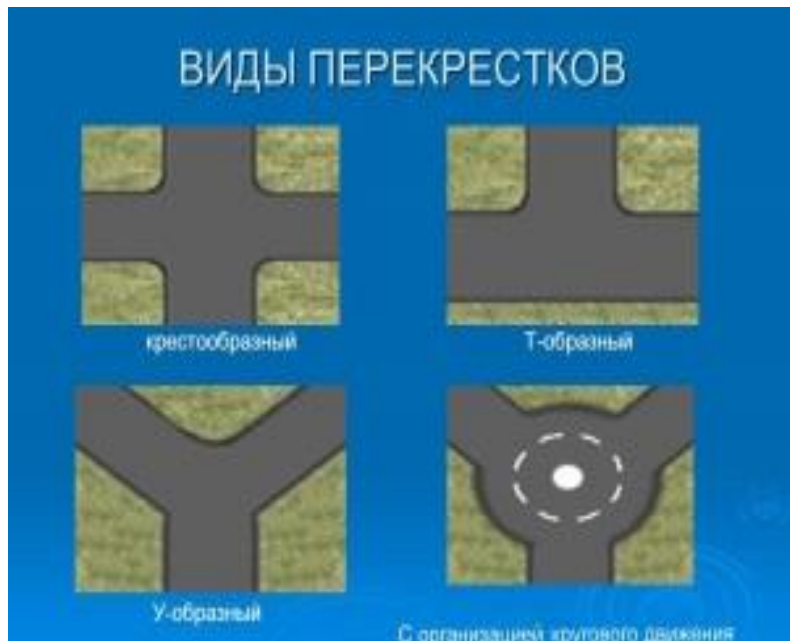 ВИДЫ ПЕРЕКРЕСТКОВ
крестообразный
Т-образный
У-образный
С организацией кругового движения